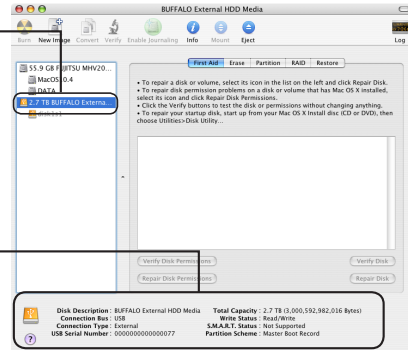 BUFFALO External HDD Media
Burn New Image Convert Verify Enable Journaling Info Mount Eject Log
First Aid Erase Partition RAID Restore
55.9 GB FUJITSU MHV20...
MacOS10.4
DATA
2.7 TB BUFFALO Externa...
disk1s1
• To repair a disk or volume, select its icon in the list on the left and click Repair Disk.
• To repair disk permission problems on a disk or volume that has Mac OS X installed,
select its icon and click Repair Disk Permissions.
• Click the Verify buttons to test the disk or permissions without changing anything.
• To repair your startup disk, start up from your Mac OS X Install disc (CD or DVD), then
choose Utilities>Disk Utility...
Verify Disk Permissions Verify Disk
Repair Disk Permissions Repair Disk
Disk Description : BUFFALO External HDD Media Total Capacity : 2.7 TB (3,000,592,982,016 Bytes)
Connection Bus : USB Write Status : Read/Write
Connection Type : External S.M.A.R.T. Status : Not Supported
USB Serial Number : 0000000000000077 Partition Scheme : Master Boot Record
?